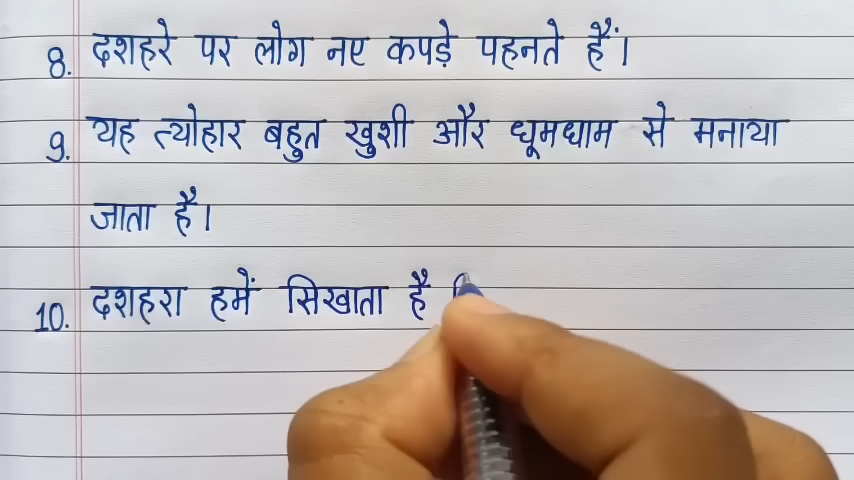 8. दशहरे पर लोग नए कपड़े पहनते हैं।
9. यह त्योहार बहुत खुशी और धूमधाम से मनाया
जाता है।
10. दशहरा हमें सिखाता है